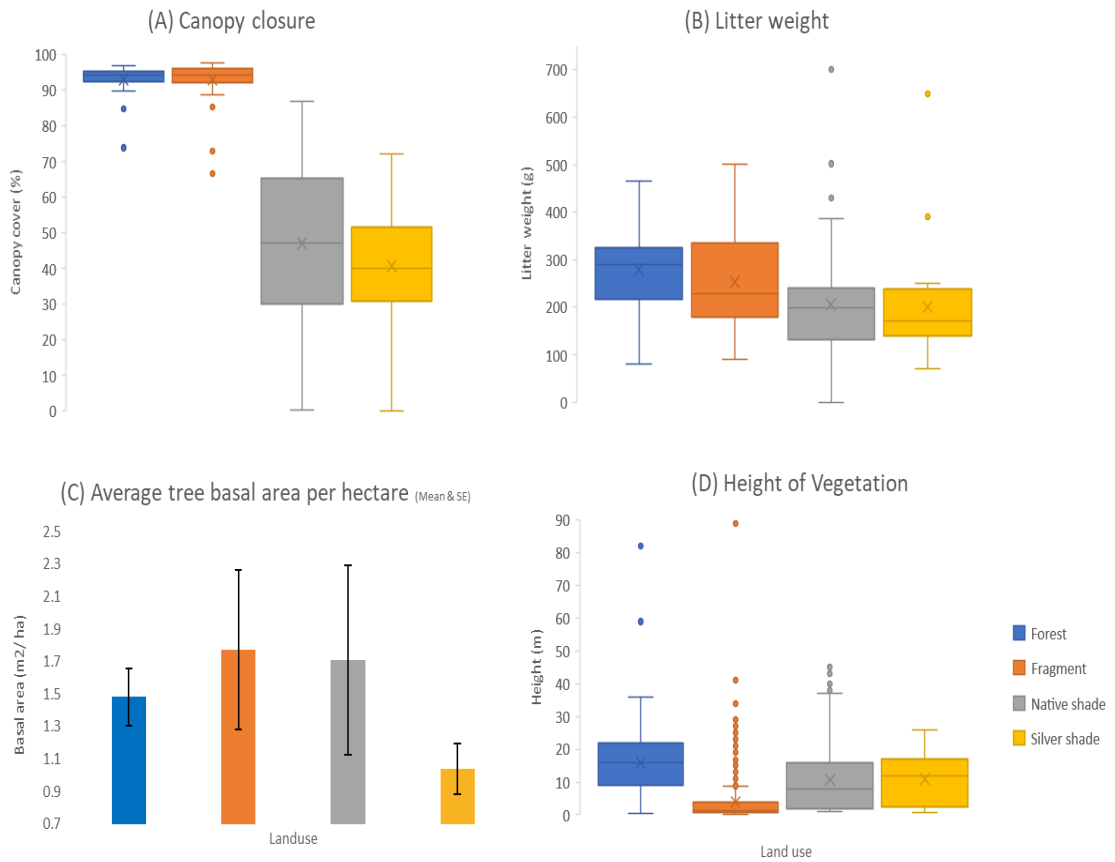 (A) Canopy closure
100
90
80
70
60
50
40
30
20
10
0
Canopy cover (%)
(B) Litter weight
700
600
500
400
300
200
100
0
Litter weight (g)
(C) Average tree basal area per hectare (Mean & SE)
2.5
2.3
2.1
1.9
1.7
1.5
1.3
1.1
0.9
0.7
Basal area (m2/ ha)
Landuse
(D) Height of Vegetation
90
80
70
60
50
40
30
20
10
0
Height (m)
Land use
Forest
Fragment
Native shade
Silver shade